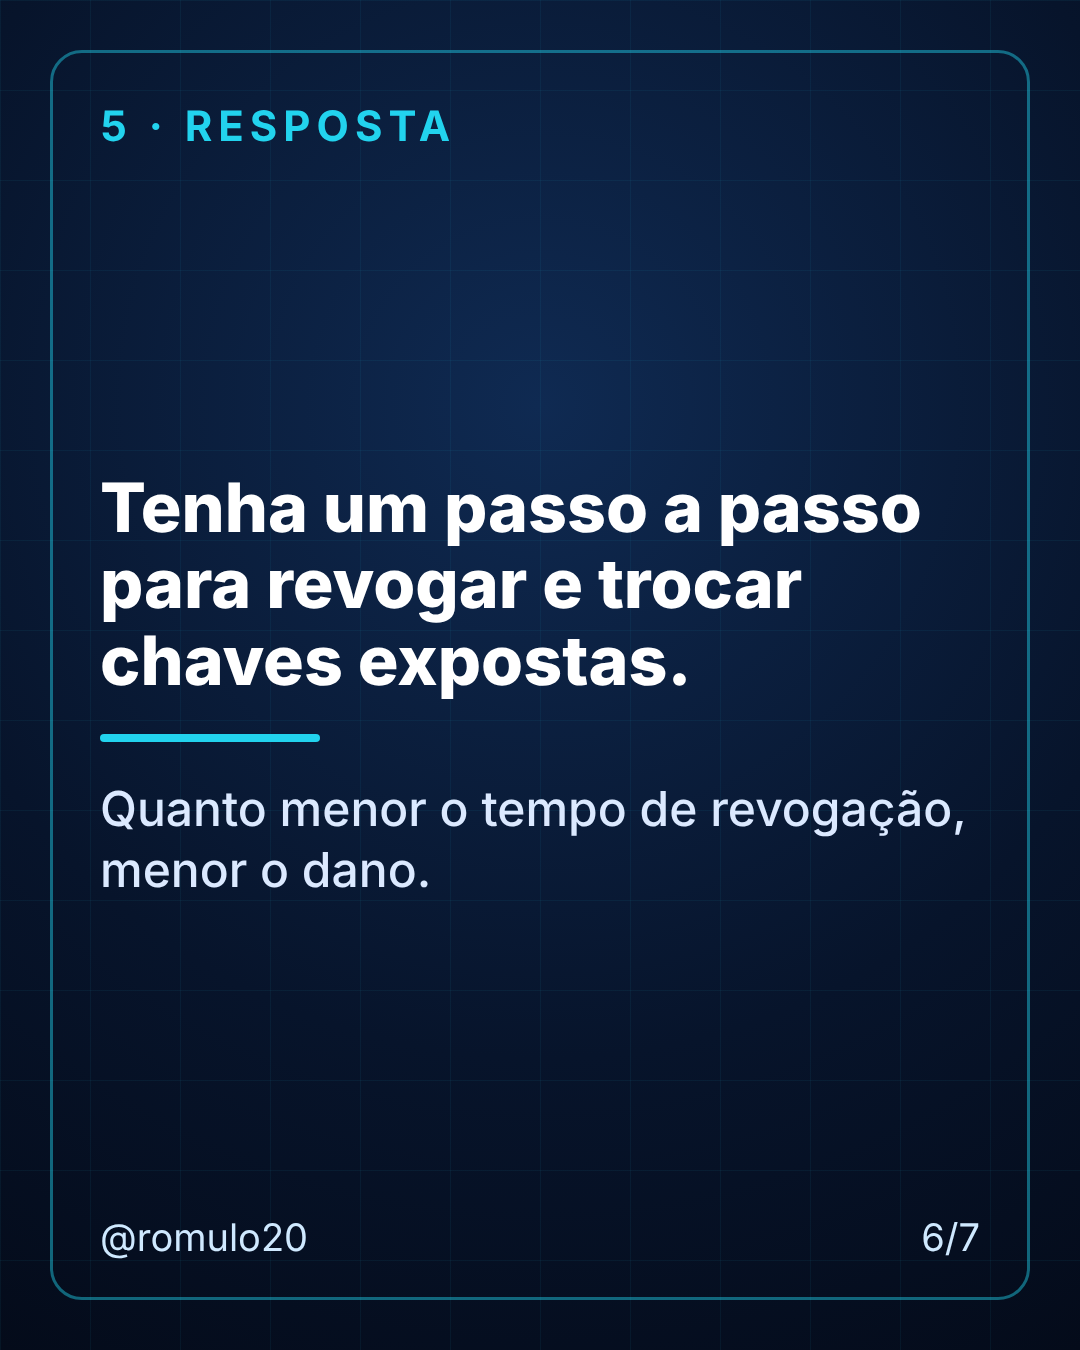 5 · RESPOSTA
Tenha um passo a passo
para revogar e trocar
chaves expostas.
Quanto menor o tempo de revogação,
menor o dano.
@romulo20
6/7